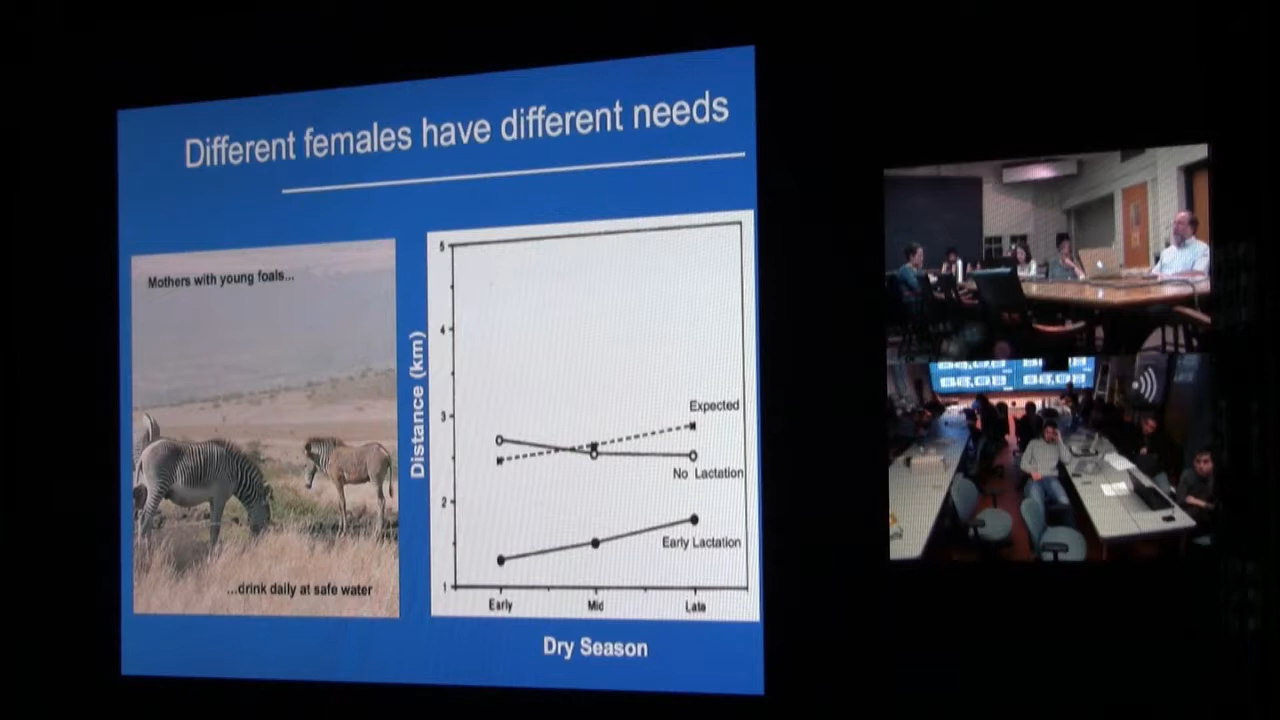 Different females have different needs
Mothers with young foals...
...drink daily at safe water
Distance (km)
5
4
3
2
1
Expected
No Lactation
Early Lactation
Early Mid Late
Dry Season